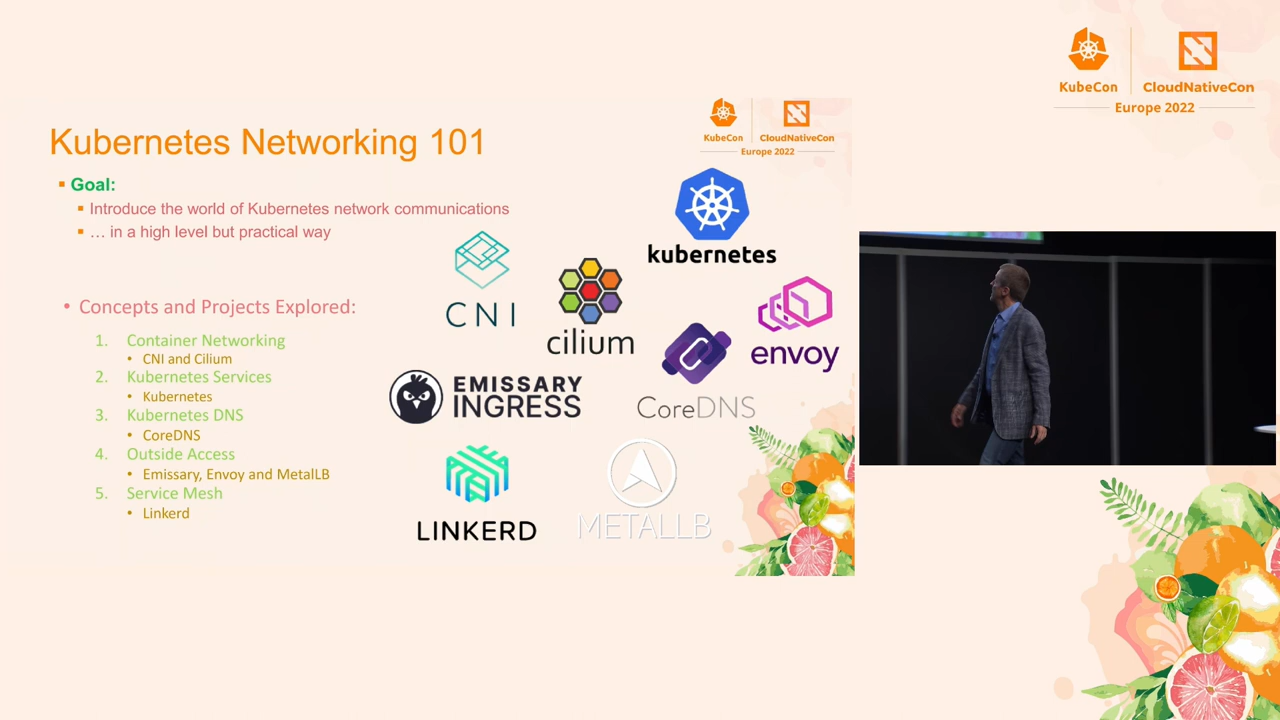 KubeCon
CloudNativeCon
Europe 2022
Kubernetes Networking 101
KubeCon
CloudNativeCon
Europe 2022
Goal:
Introduce the world of Kubernetes network communications
… in a high level but practical way
kubernetes
CNI
cilium
envoy
EMISSARY
INGRESS
CoreDNS
LINKERD
METALLB
• Concepts and Projects Explored:
1. Container Networking
• CNI and Cilium
2. Kubernetes Services
• Kubernetes
3. Kubernetes DNS
• CoreDNS
4. Outside Access
• Emissary, Envoy and MetalLB
5. Service Mesh
• Linkerd